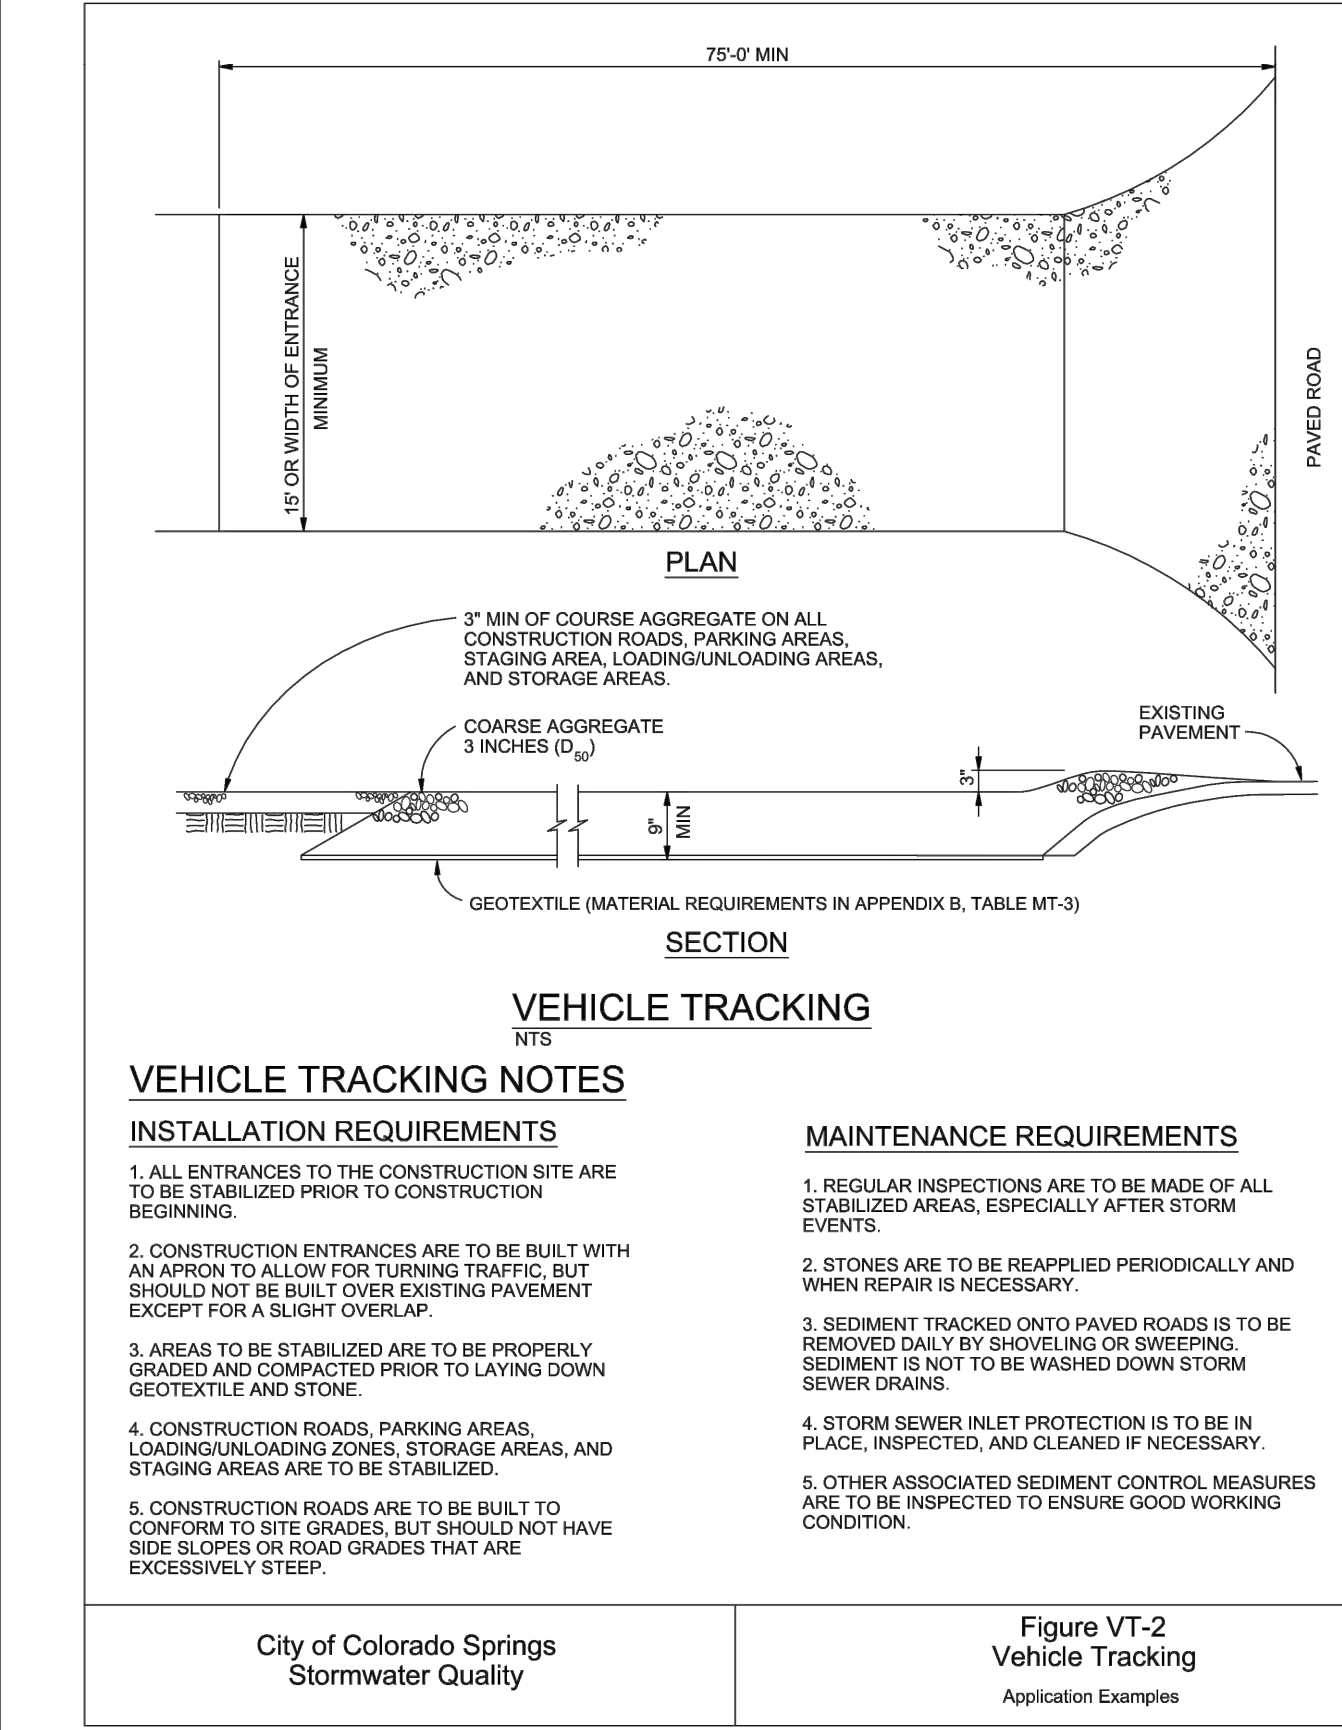 75'-0' MIN
15' OR WIDTH OF ENTRANCE
MINIMUM
PAVED ROAD
PLAN
3" MIN OF COURSE AGGREGATE ON ALL
CONSTRUCTION ROADS, PARKING AREAS,
STAGING AREA, LOADING/UNLOADING AREAS,
AND STORAGE AREAS.
COARSE AGGREGATE
3 INCHES (D50)
EXISTING
PAVEMENT
3"
9"
MIN
GEOTEXTILE (MATERIAL REQUIREMENTS IN APPENDIX B, TABLE MT-3)
SECTION
VEHICLE TRACKING
NTS
VEHICLE TRACKING NOTES
INSTALLATION REQUIREMENTS
1. ALL ENTRANCES TO THE CONSTRUCTION SITE ARE
TO BE STABILIZED PRIOR TO CONSTRUCTION
BEGINNING.
2. CONSTRUCTION ENTRANCES ARE TO BE BUILT WITH
AN APRON TO ALLOW FOR TURNING TRAFFIC, BUT
SHOULD NOT BE BUILT OVER EXISTING PAVEMENT
EXCEPT FOR A SLIGHT OVERLAP.
3. AREAS TO BE STABILIZED ARE TO BE PROPERLY
GRADED AND COMPACTED PRIOR TO LAYING DOWN
GEOTEXTILE AND STONE.
4. CONSTRUCTION ROADS, PARKING AREAS,
LOADING/UNLOADING ZONES, STORAGE AREAS, AND
STAGING AREAS ARE TO BE STABILIZED.
5. CONSTRUCTION ROADS ARE TO BE BUILT TO
CONFORM TO SITE GRADES, BUT SHOULD NOT HAVE
SIDE SLOPES OR ROAD GRADES THAT ARE
EXCESSIVELY STEEP.
MAINTENANCE REQUIREMENTS
1. REGULAR INSPECTIONS ARE TO BE MADE OF ALL
STABILIZED AREAS, ESPECIALLY AFTER STORM
EVENTS.
2. STONES ARE TO BE REAPPLIED PERIODICALLY AND
WHEN REPAIR IS NECESSARY.
3. SEDIMENT TRACKED ONTO PAVED ROADS IS TO BE
REMOVED DAILY BY SHOVELING OR SWEEPING.
SEDIMENT IS NOT TO BE WASHED DOWN STORM
SEWER DRAINS.
4. STORM SEWER INLET PROTECTION IS TO BE IN
PLACE, INSPECTED, AND CLEANED IF NECESSARY.
5. OTHER ASSOCIATED SEDIMENT CONTROL MEASURES
ARE TO BE INSPECTED TO ENSURE GOOD WORKING
CONDITION.
City of Colorado Springs
Stormwater Quality
Figure VT-2
Vehicle Tracking
Application Examples